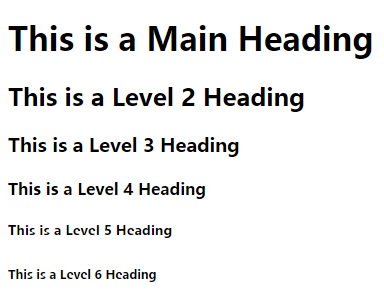 This is a Main Heading
This is a Level 2 Heading
This is a Level 3 Heading
This is a Level 4 Heading
This is a Level 5 Heading
This is a Level 6 Heading